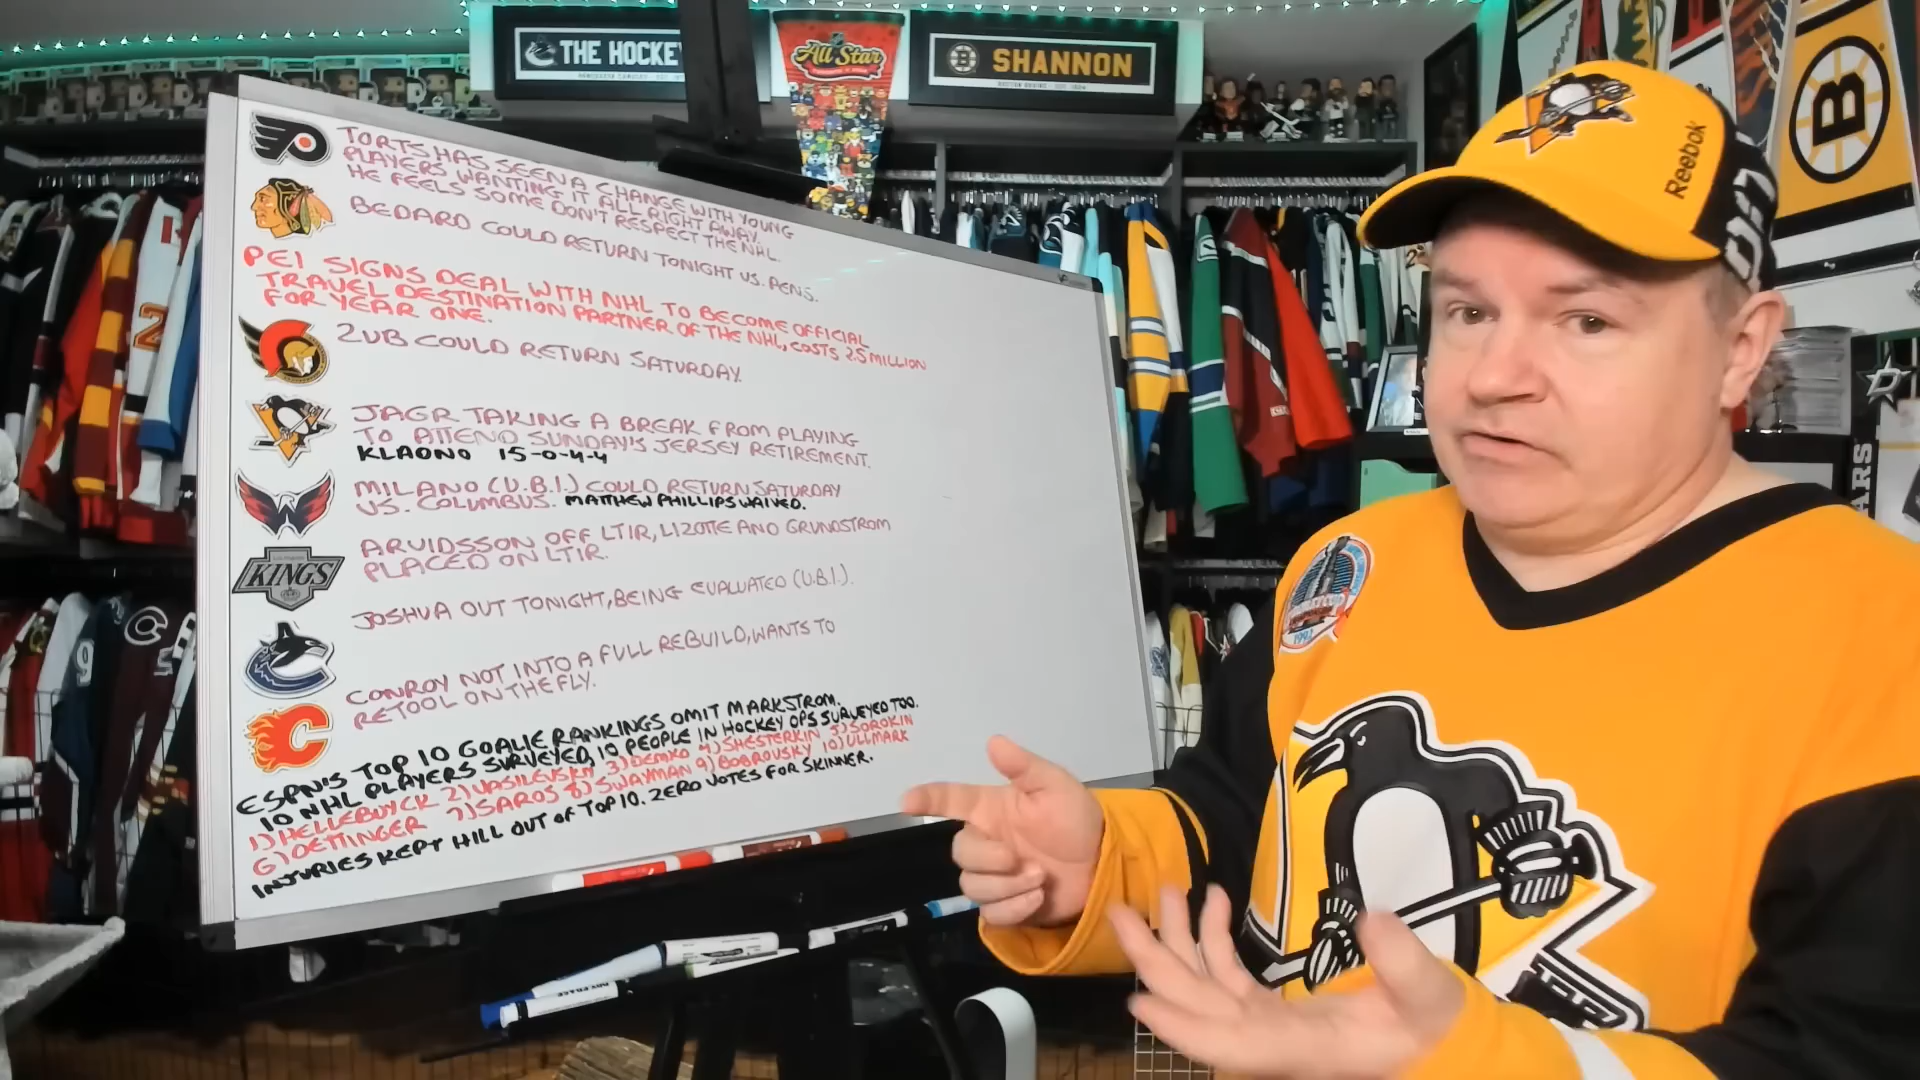 THE HOCKEY
All Star
SHANNON
Reebok
TORTS HAS SEEN A CHANGE WITH YOUNG
PLAYERS WANTING IT ALL RIGHT AWAY.
HE FEELS SOME DON'T RESPECT THE NHL.
BEDARD COULD RETURN TONIGHT VS. PENS.
PEI SIGNS DEAL WITH NHL TO BECOME OFFICIAL
TRAVEL DESTINATION PARTNER OF THE NHL, COSTS 2.5 MILLION
FOR YEAR ONE.
ZUB COULD RETURN SATURDAY.
JAGR TAKING A BREAK FROM PLAYING
TO ATTEND SUNDAY'S JERSEY RETIREMENT.
KLAONO 15-0-4-4
MILANO (U.B.I.) COULD RETURN SATURDAY
VS. COLUMBUS. MATTHEW PHILLIPS WAIVED.
ARVIDSSON OFF LTIR, LIZOTTE AND GRUNDSTROM
PLACED ON LTIR.
KINGS
JOSHUA OUT TONIGHT, BEING EVALUATED (U.B.I.).
CONROY NOT INTO A FULL REBUILD, WANTS TO
RETOOL ON THE FLY.
ESPN'S TOP 10 GOALIE RANKINGS OMIT MARKSTROM.
10 NHL PLAYERS SURVEYED, 10 PEOPLE IN HOCKEY OPS SURVEYED TOO.
1) HELLEBUYCK 2) VASILEVSKIY 3) DEMKO 4) SHESTERKIN 5) SOROKIN
6) OETTINGER 7) SAROS 8) SWAYMAN 9) BOBROVSKY 10) ULLMARK
INJURIES KEPT HILL OUT OF TOP 10. ZERO VOTES FOR SKINNER.
1992
B